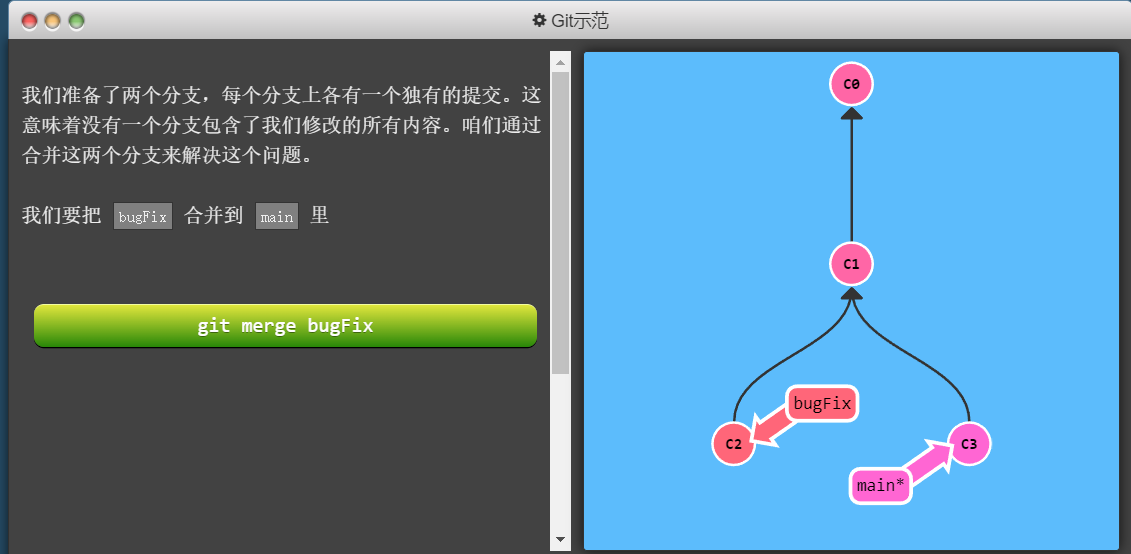 Git示范
我们准备了两个分支，每个分支上各有一个独有的提交。这
意味着没有一个分支包含了我们修改的所有内容。咱们通过
合并这两个分支来解决这个问题。
我们要把 bugFix 合并到 main 里
git merge bugFix
C0
C1
bugFix
C2
C3
main*